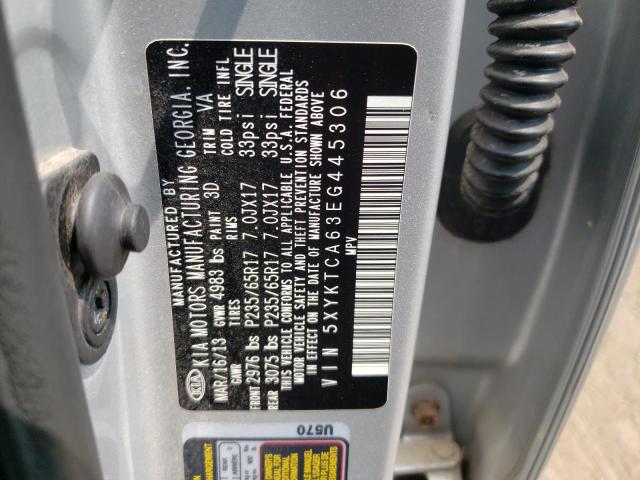 MANUFACTURED BY
KIA KIA MOTORS MANUFACTURING GEORGIA, INC.
MAR/16/13 GVWR 4983 lbs PAINT 3D TRIM VA
GAWR TIRES RIMS COLD TIRE INFL
FRONT 2976 lbs P235/65R17 7.0JX17 33psi SINGLE
REAR 3075 lbs P235/65R17 7.0JX17 33psi SINGLE
THIS VEHICLE CONFORMS TO ALL APPLICABLE U.S.A. FEDERAL
MOTOR VEHICLE SAFETY AND THEFT PREVENTION STANDARDS
IN EFFECT ON THE DATE OF MANUFACTURE SHOWN ABOVE
VIN 5XYKTCA63EG445306
MPV
U570